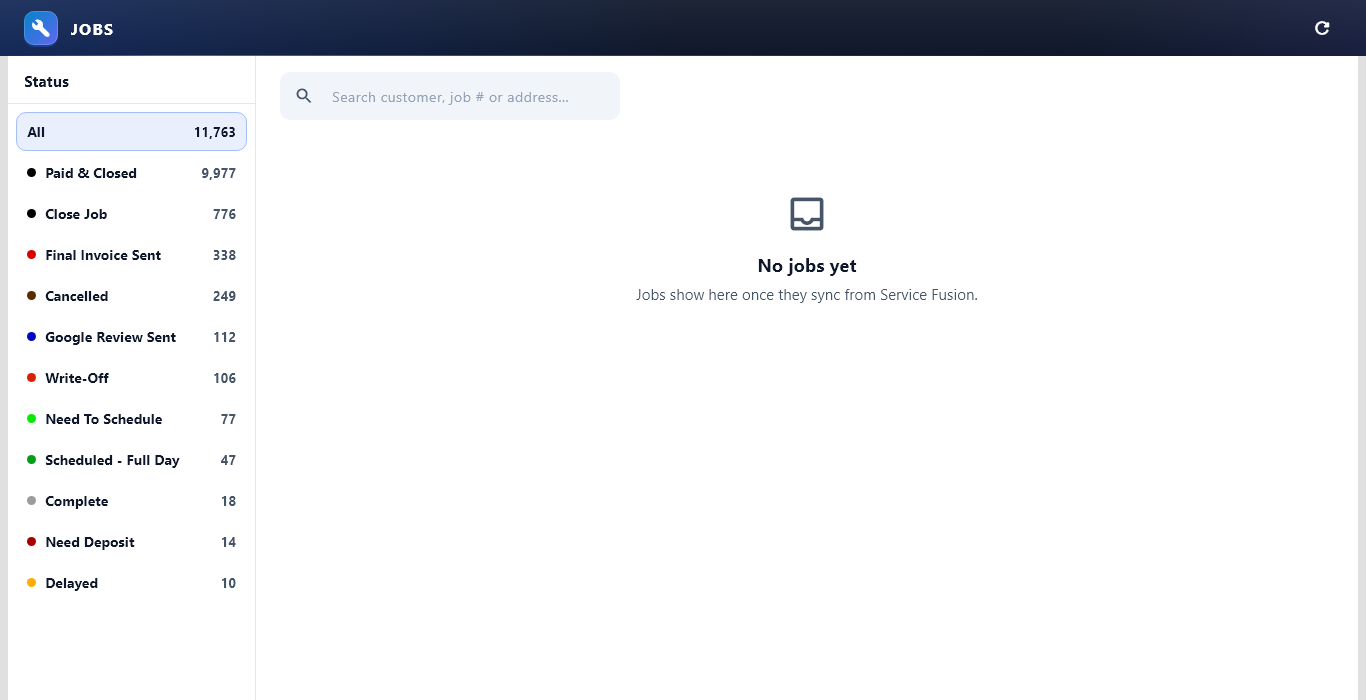 JOBS
Status
All 11,763
Paid & Closed 9,977
Close Job 776
Final Invoice Sent 338
Cancelled 249
Google Review Sent 112
Write-Off 106
Need To Schedule 77
Scheduled - Full Day 47
Complete 18
Need Deposit 14
Delayed 10
Search customer, job # or address...
No jobs yet
Jobs show here once they sync from Service Fusion.